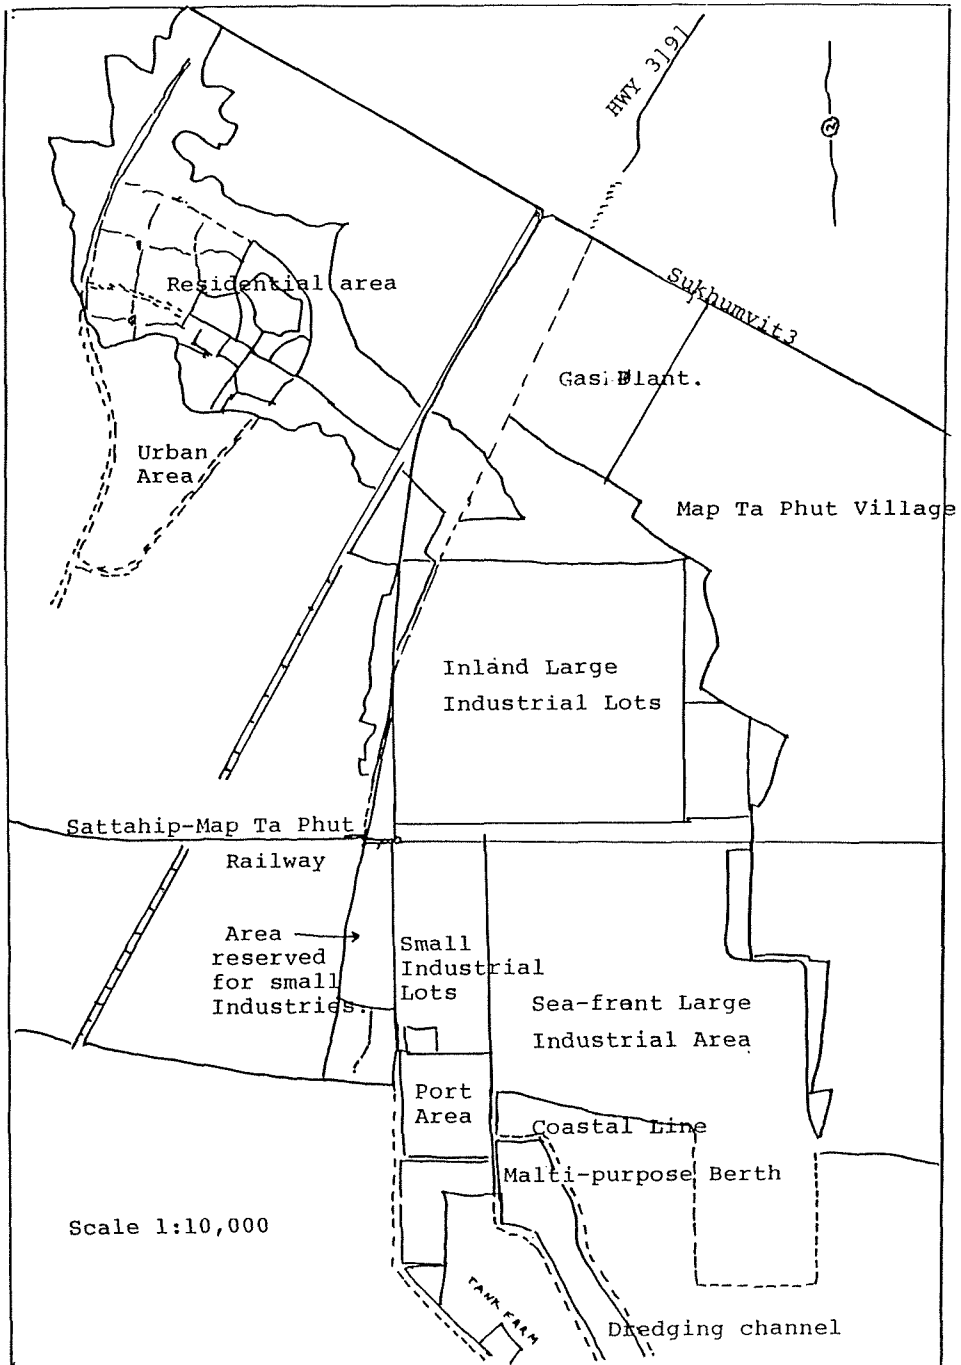 HWY 3191
2
Sukhumvit3
Residential area
Gas Plant.
Urban
Area
Map Ta Phut Village
Inland Large
Industrial Lots
Sattahip-Map Ta Phut
Railway
Area
reserved
for small
Industries.
Small
Industrial
Lots
Sea-front Large
Industrial Area
Port
Area
Coastal Line
Malti-purpose Berth
Scale 1:10,000
TANK FARM
Dredging channel